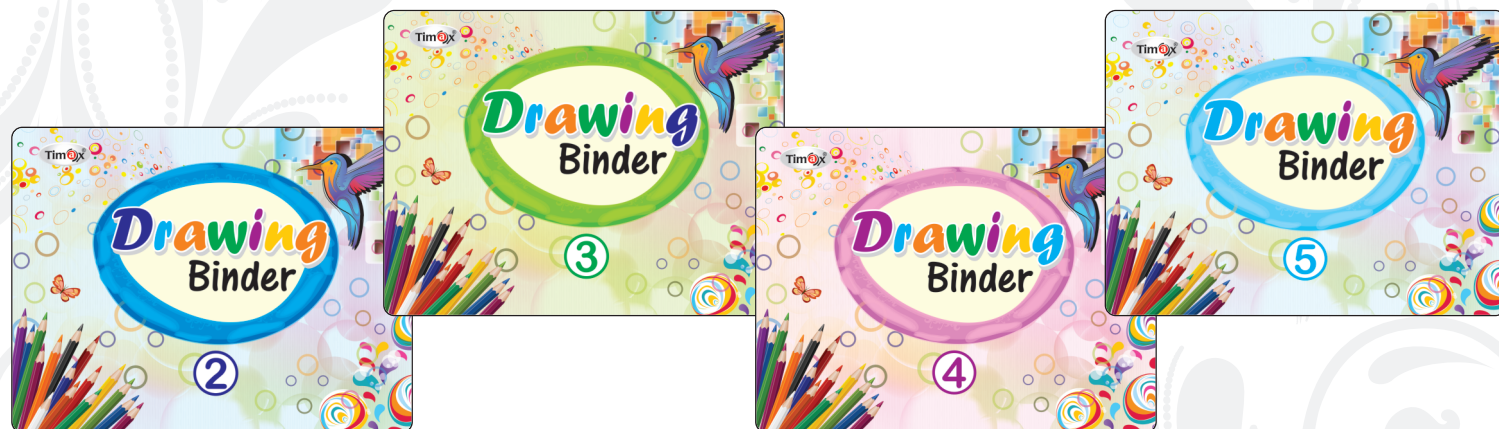 Timax
Drawing
Binder
2
Timax
Drawing
Binder
3
Timax
Drawing
Binder
4
Timax
Drawing
Binder
5